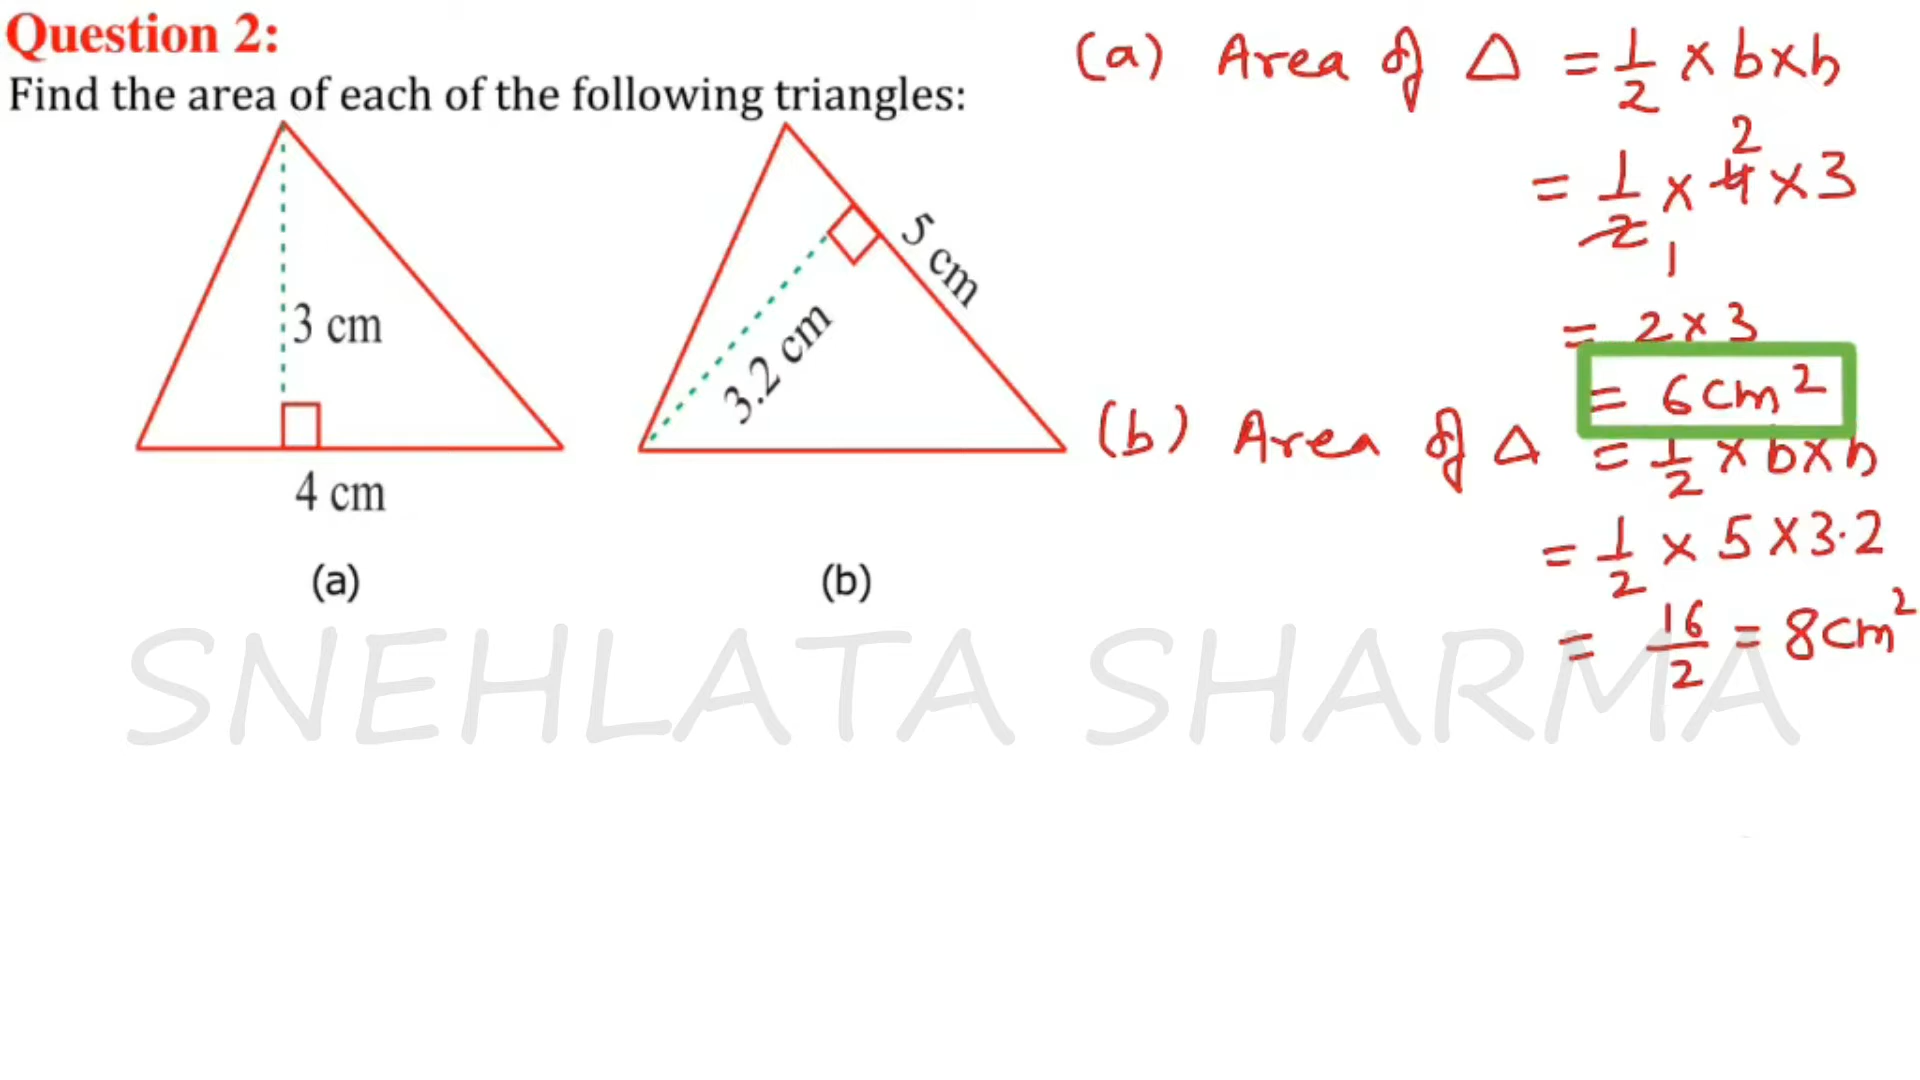 Question 2:
Find the area of each of the following triangles:
3 cm
4 cm
(a)
5 cm
3.2 cm
(b)
(a) Area of △ = 1/2 × b × h
= 1/2 × 4 × 3
2
1
= 2 × 3
= 6 cm²
(b) Area of △ = 1/2 × b × h
= 1/2 × 5 × 3.2
= 16/2 = 8 cm²
SNEHLATA SHARMA